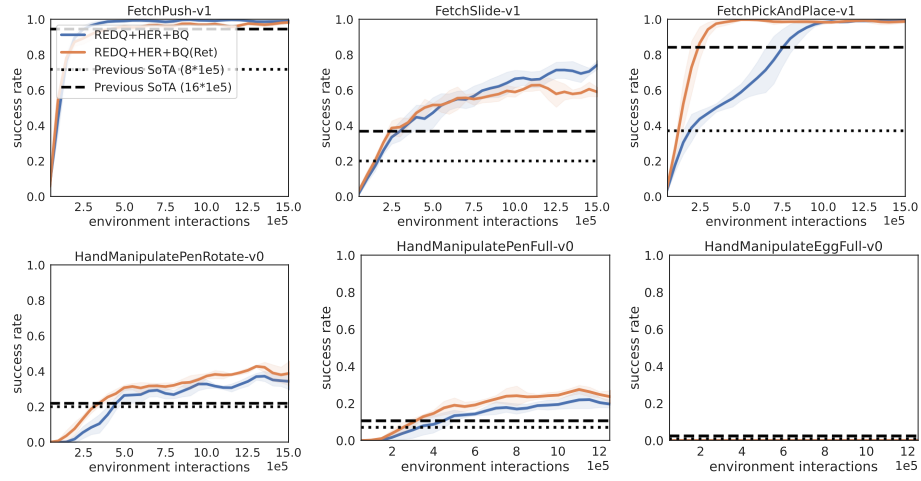 FetchPush-v1
success rate
1.0
0.8
0.6
0.4
0.2
0.0
REDQ+HER+BQ
REDQ+HER+BQ(Ret)
Previous SoTA (8*1e5)
Previous SoTA (16*1e5)
2.5 5.0 7.5 10.0 12.5 15.0
environment interactions 1e5
FetchSlide-v1
success rate
1.0
0.8
0.6
0.4
0.2
0.0
2.5 5.0 7.5 10.0 12.5 15.0
environment interactions 1e5
FetchPickAndPlace-v1
success rate
1.0
0.8
0.6
0.4
0.2
0.0
2.5 5.0 7.5 10.0 12.5 15.0
environment interactions 1e5
HandManipulatePenRotate-v0
success rate
1.0
0.8
0.6
0.4
0.2
0.0
2.5 5.0 7.5 10.0 12.5 15.0
environment interactions 1e5
HandManipulatePenFull-v0
success rate
1.0
0.8
0.6
0.4
0.2
0.0
2 4 6 8 10 12
environment interactions 1e5
HandManipulateEggFull-v0
success rate
1.0
0.8
0.6
0.4
0.2
0.0
2 4 6 8 10 12
environment interactions 1e5